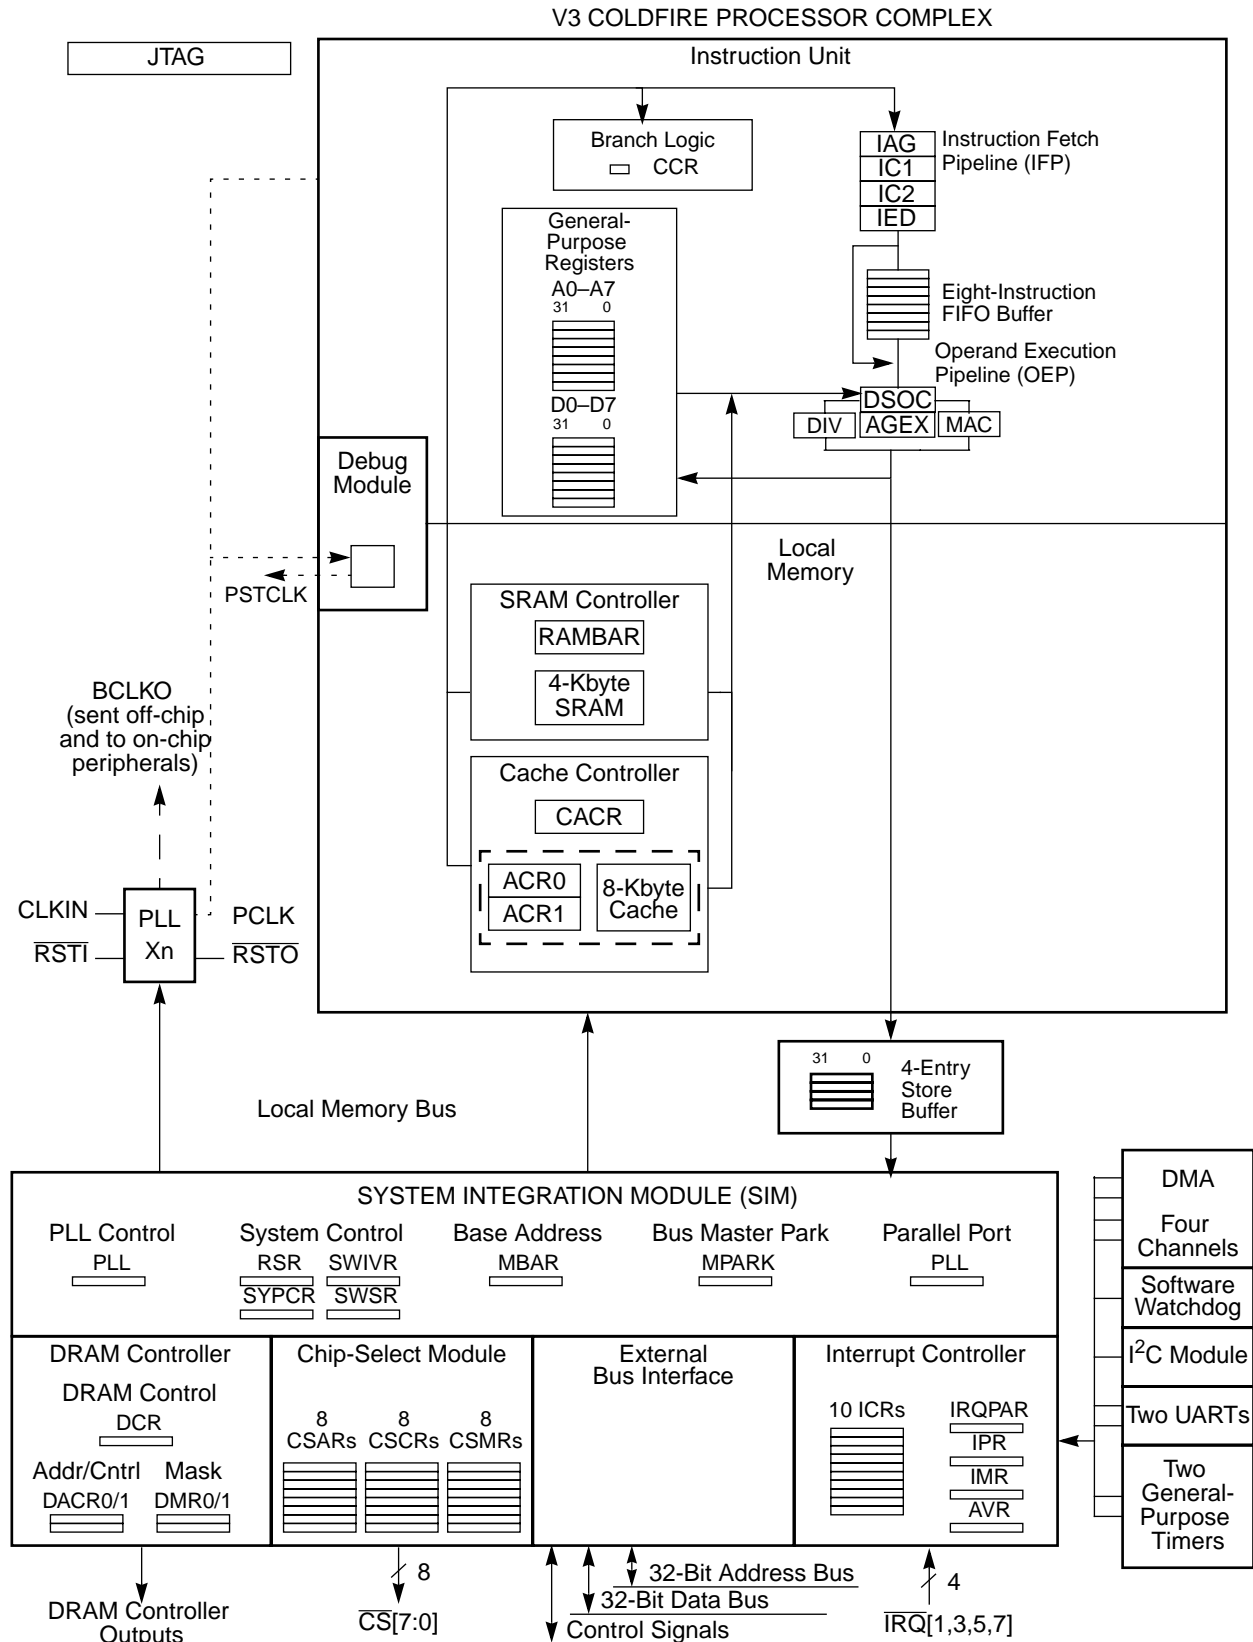 V3 COLDFIRE PROCESSOR COMPLEX
JTAG
Instruction Unit
Branch Logic
CCR
IAG
IC1
IC2
IED
Instruction Fetch
Pipeline (IFP)
General-
Purpose
Registers
A0–A7
31 0
D0–D7
31 0
Eight-Instruction
FIFO Buffer
Operand Execution
Pipeline (OEP)
DSOC
DIV
AGEX
MAC
Debug
Module
PSTCLK
Local
Memory
SRAM Controller
RAMBAR
4-Kbyte
SRAM
Cache Controller
CACR
ACR0
ACR1
8-Kbyte
Cache
BCLKO
(sent off-chip
and to on-chip
peripherals)
CLKIN
RSTI
PLL
Xn
PCLK
RSTO
31 0
4-Entry
Store
Buffer
Local Memory Bus
SYSTEM INTEGRATION MODULE (SIM)
PLL Control
PLL
System Control
RSR
SWIVR
SYPCR
SWSR
Base Address
MBAR
Bus Master Park
MPARK
Parallel Port
PLL
DMA
Four
Channels
Software
Watchdog
I2C Module
Two UARTs
Two
General-
Purpose
Timers
DRAM Controller
DRAM Control
DCR
Addr/Cntrl
DACR0/1
Mask
DMR0/1
Chip-Select Module
8
CSARs
8
CSCRs
8
CSMRs
External
Bus Interface
Interrupt Controller
10 ICRs
IRQPAR
IPR
IMR
AVR
DRAM Controller
Outputs
8
CS[7:0]
32-Bit Address Bus
32-Bit Data Bus
Control Signals
4
IRQ[1,3,5,7]